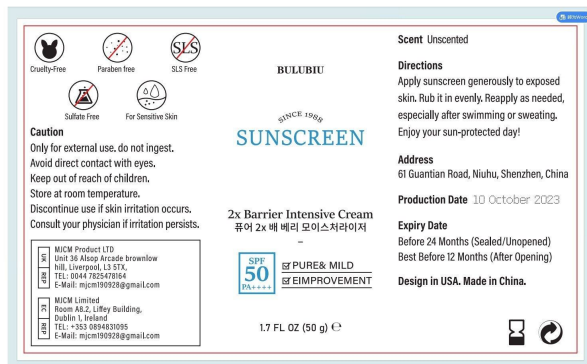 Cruelty-Free
Paraben free
SLS
SLS Free
Sulfate Free
For Sensitive Skin
Caution
Only for external use. do not ingest.
Avoid direct contact with eyes.
Keep out of reach of children.
Store at room temperature.
Discontinue use if skin irritation occurs.
Consult your physician if irritation persists.
UK REP
MJCM Product LTD
Unit 36 Alsop Arcade brownlow
hill, Liverpool, L3 5TX,
TEL: 0044 7825478164
E-Mail: mjcm190928@gmail.com
EC REP
MJCM Limited
Room A8.2, Liffey Building,
Dublin 1, Ireland
TEL: +353 0894831095
E-Mail: mjcm190928@gmail.com
BULUBIU
SINCE 1988
SUNSCREEN
2x Barrier Intensive Cream
퓨어 2x 배 베리 모이스처라이저
–
SPF
50
PA++++
PURE& MILD
EIMPROVEMENT
1.7 FL OZ (50 g) ℮
Scent Unscented
Directions
Apply sunscreen generously to exposed
skin. Rub it in evenly. Reapply as needed,
especially after swimming or sweating.
Enjoy your sun-protected day!
Address
61 Guantian Road, Niuhu, Shenzhen, China
Production Date 10 October 2023
Expiry Date
Before 24 Months (Sealed/Unopened)
Best Before 12 Months (After Opening)
Design in USA. Made in China.